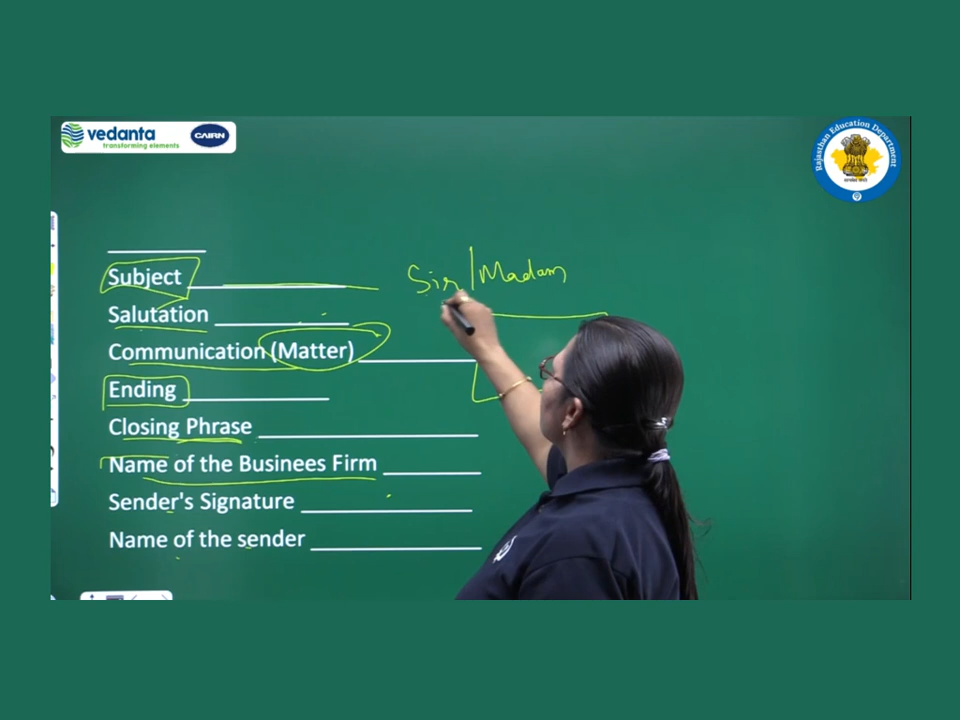 vedanta
transforming elements
CAIRN
Rajasthan Education Department
Subject
Sir/Madam
Salutation
Communication (Matter)
Ending
Closing Phrase
Name of the Businees Firm
Sender's Signature
Name of the sender